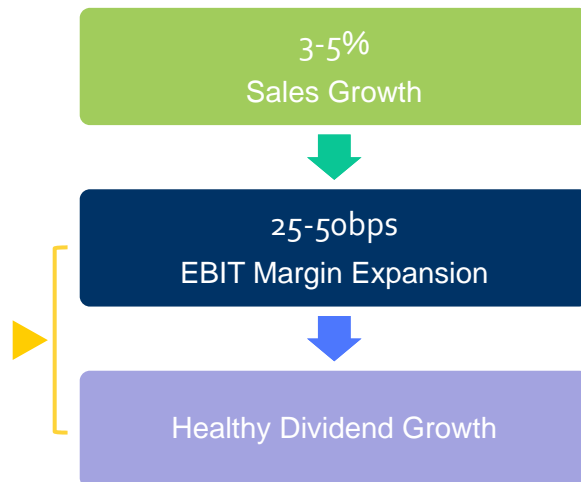 3-5%
Sales Growth
25-50bps
EBIT Margin Expansion
Healthy Dividend Growth